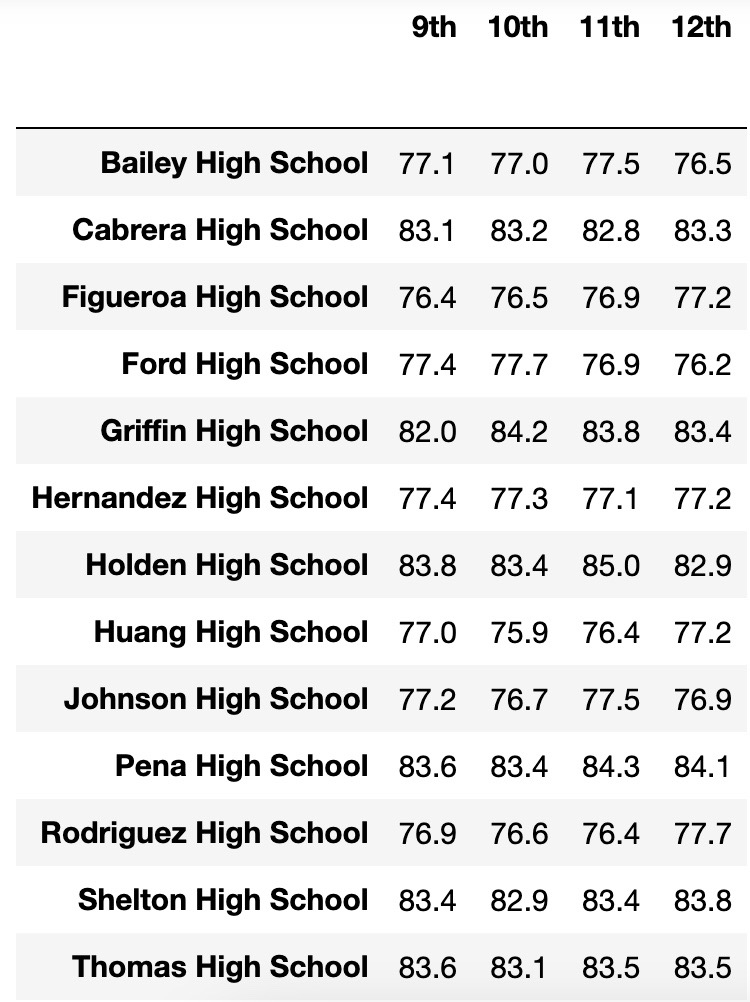 9th 10th 11th 12th
Bailey High School 77.1 77.0 77.5 76.5
Cabrera High School 83.1 83.2 82.8 83.3
Figueroa High School 76.4 76.5 76.9 77.2
Ford High School 77.4 77.7 76.9 76.2
Griffin High School 82.0 84.2 83.8 83.4
Hernandez High School 77.4 77.3 77.1 77.2
Holden High School 83.8 83.4 85.0 82.9
Huang High School 77.0 75.9 76.4 77.2
Johnson High School 77.2 76.7 77.5 76.9
Pena High School 83.6 83.4 84.3 84.1
Rodriguez High School 76.9 76.6 76.4 77.7
Shelton High School 83.4 82.9 83.4 83.8
Thomas High School 83.6 83.1 83.5 83.5